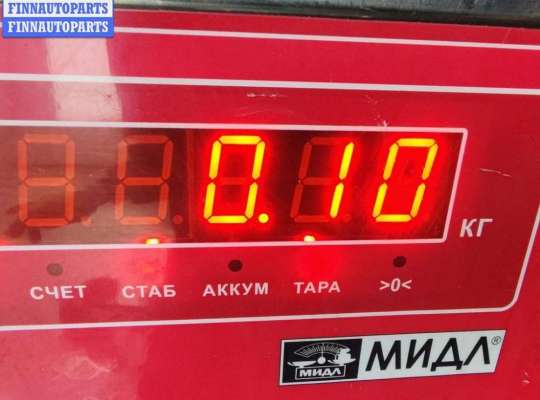 FINNAUTOPARTS
FINNAUTOPARTS
0.10
КГ
СЧЕТ СТАБ АККУМ ТАРА >0<
МИДЛ МИДЛ®